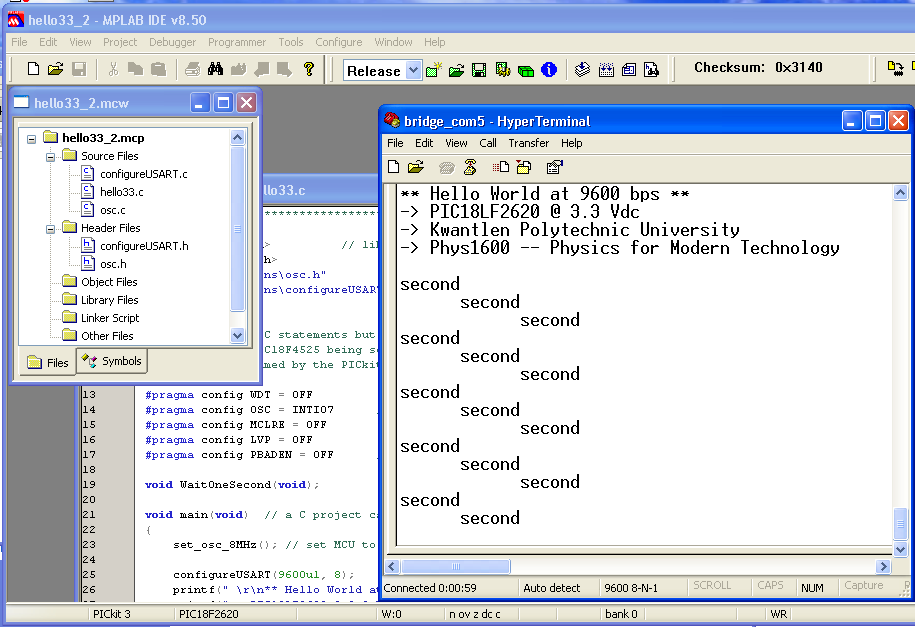 hello33_2 - MPLAB IDE v8.50
File Edit View Project Debugger Programmer Tools Configure Window Help
Release
Checksum: 0x3140
hello33_2.mcw
hello33_2.mcp
Source Files
configureUSART.c
hello33.c
osc.c
Header Files
configureUSART.h
osc.h
Object Files
Library Files
Linker Script
Other Files
Files Symbols
llo33.c
*****************
> // li
h>
ns\osc.h"
ns\configureUSAR
C statements but
C18F4525 being se
med by the PICkit
13 #pragma config WDT = OFF
14 #pragma config OSC = INTIO7
15 #pragma config MCLRE = OFF
16 #pragma config LVP = OFF
17 #pragma config PBADEN = OFF
18
19 void WaitOneSecond(void);
20
21 void main(void) // a C project ca
22 {
23 set_osc_8MHz(); // set MCU to
24
25 configureUSART(9600ul, 8);
26 printf(" \r\n** Hello World at
bridge_com5 - HyperTerminal
File Edit View Call Transfer Help
** Hello World at 9600 bps **
-> PIC18LF2620 @ 3.3 Vdc
-> Kwantlen Polytechnic University
-> Phys1600 -- Physics for Modern Technology
second
second
second
second
second
second
second
second
second
second
second
second
second
second
Connected 0:00:59 Auto detect 9600 8-N-1 SCROLL CAPS NUM Capture
PICkit 3 PIC18F2620 W:0 n ov z dc c bank 0 WR